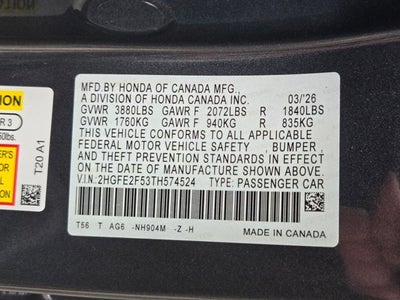 MFD.BY HONDA OF CANADA MFG.,
A DIVISION OF HONDA CANADA INC. 03/'26
GVWR 3880LBS GAWR F 2072LBS R 1840LBS
GVWR 1760KG GAWR F 940KG R 835KG
THIS VEHICLE CONFORMS TO ALL APPLICABLE
FEDERAL MOTOR VEHICLE SAFETY , BUMPER ,
AND THEFT PREVENTION STANDARDS IN EFFECT
ON THE DATE OF MANUFACTURE SHOWN ABOVE.
V.I.N:2HGFE2F53TH574524 TYPE: PASSENGER CAR
T56 T AG6 -NH904M -Z -H
MADE IN CANADA
T20 A1